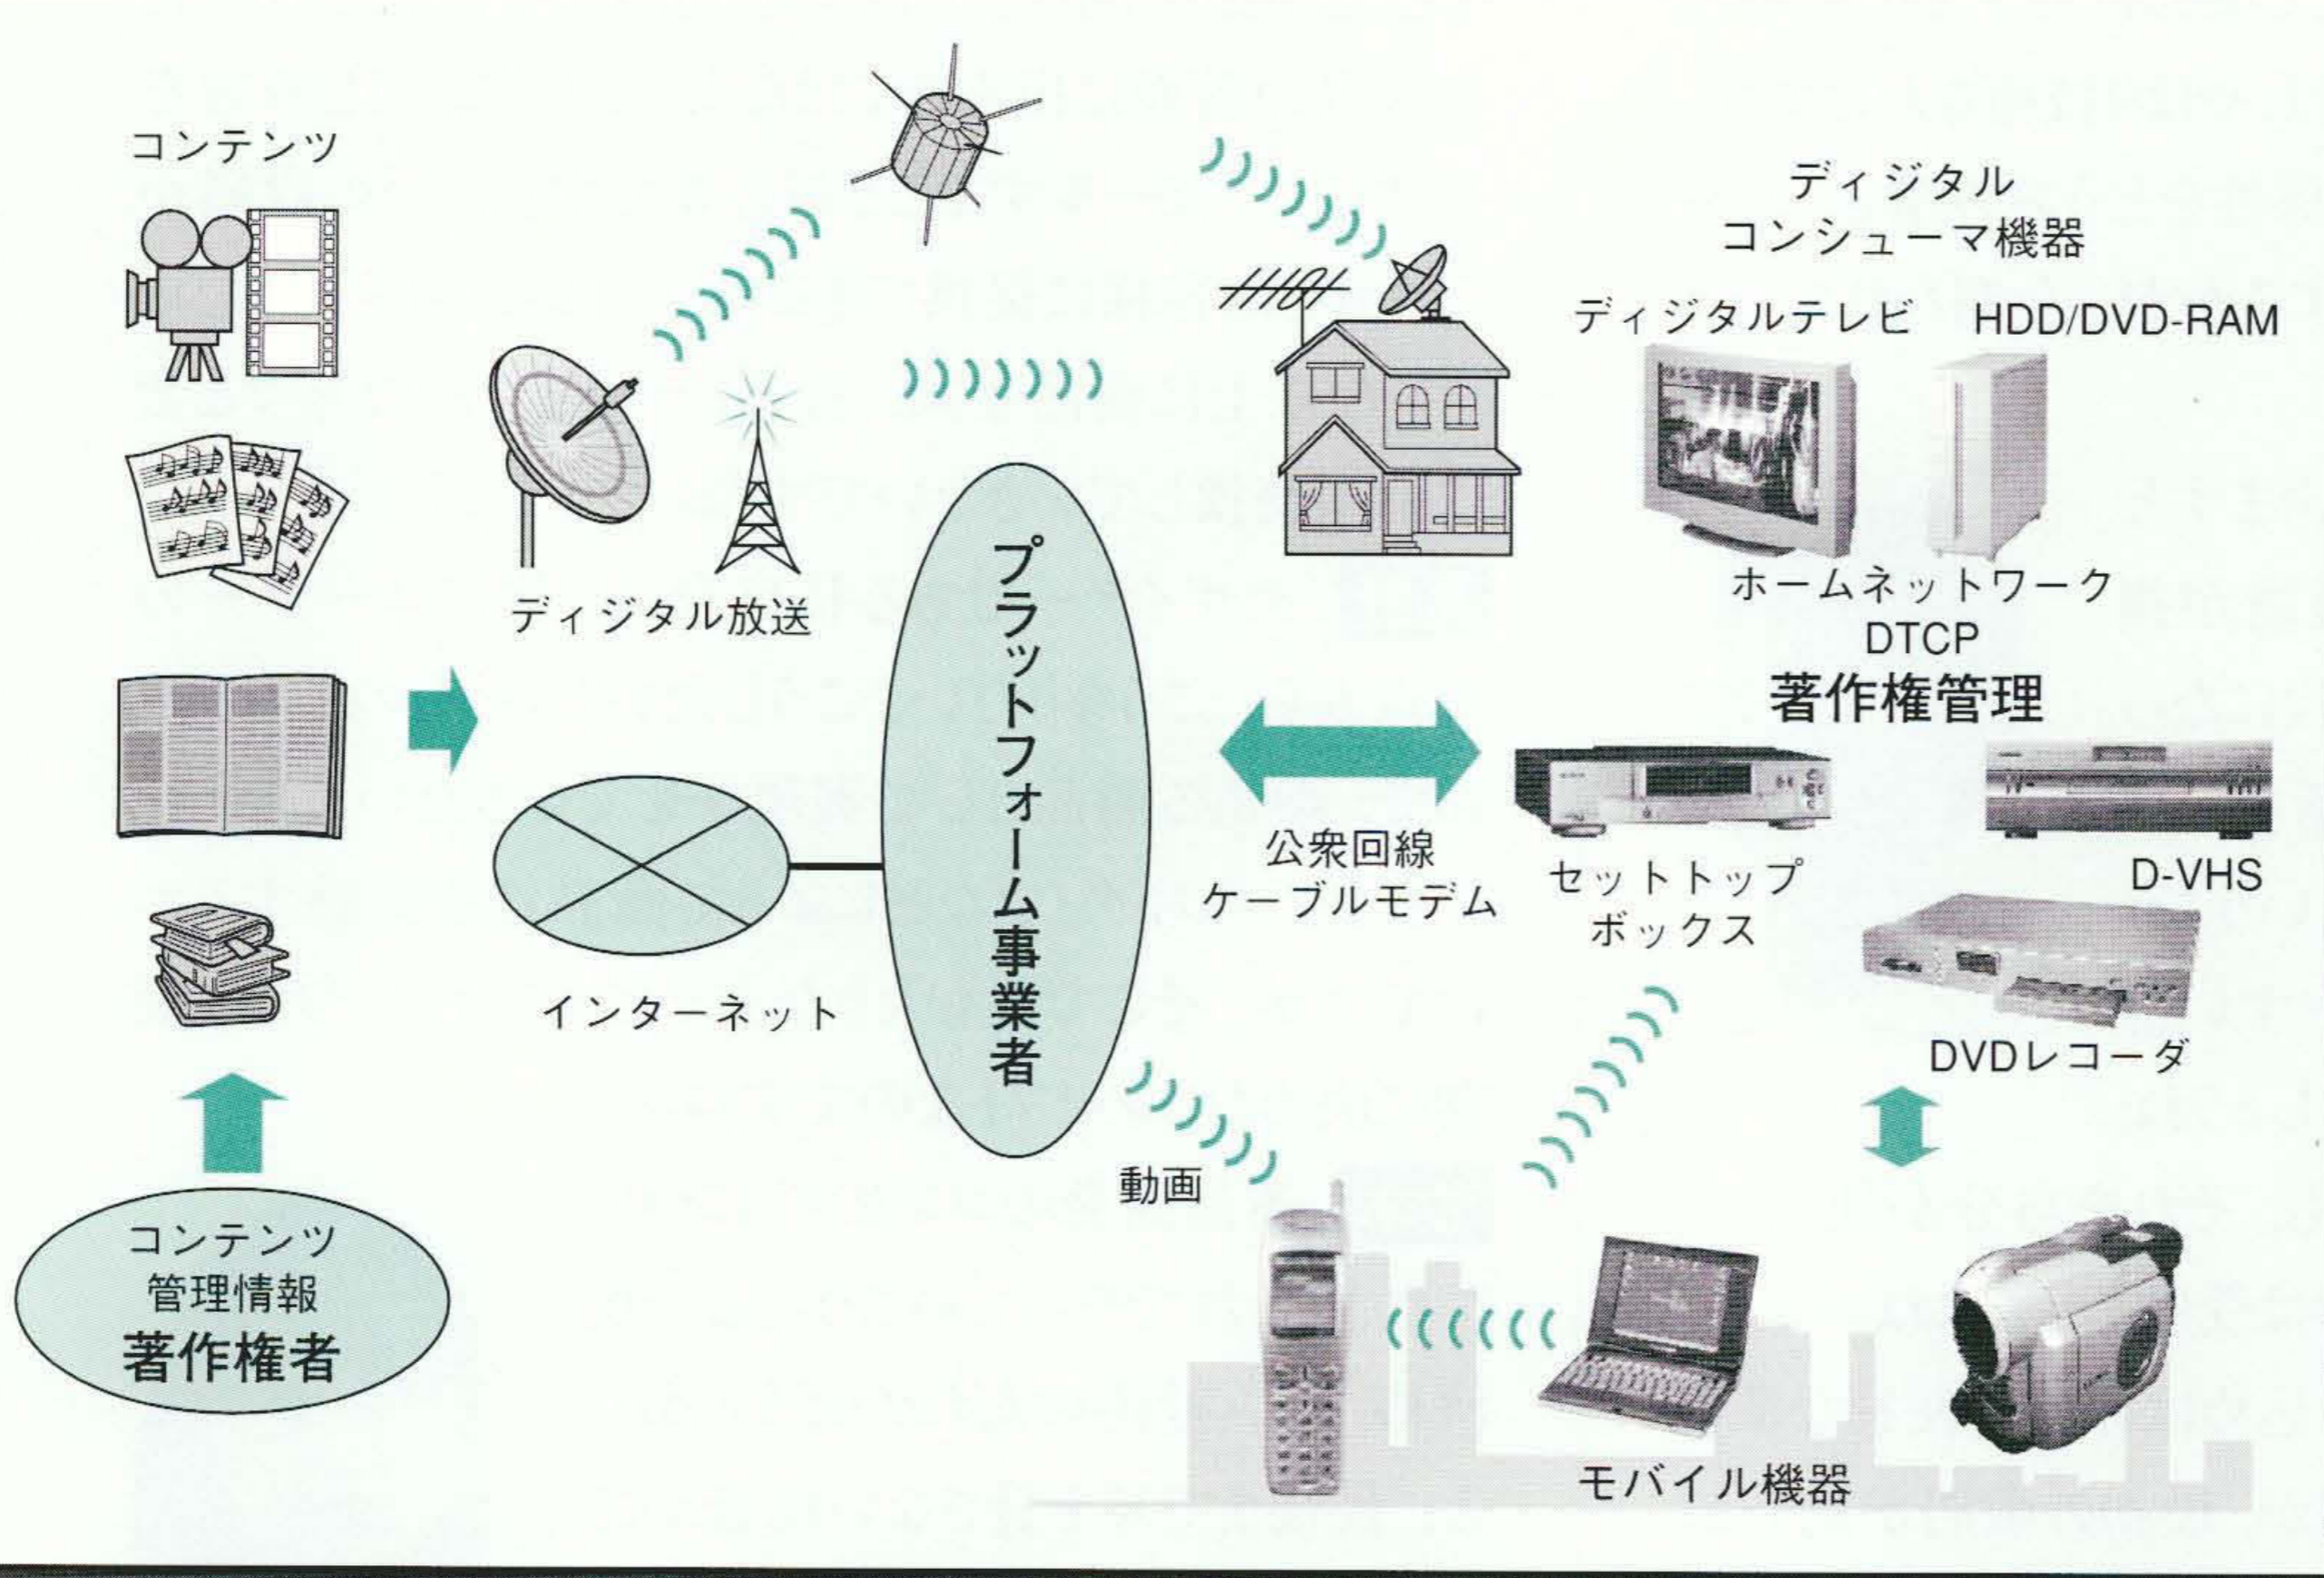 コンテンツ
ディジタル放送
インターネット
コンテンツ
管理情報
著作権者
プラットフォーム事業者
公衆回線
ケーブルモデム
動画
ディジタル
コンシューマ機器
ディジタルテレビ
HDD/DVD-RAM
ホームネットワーク
DTCP
著作権管理
セットトップ
ボックス
D-VHS
DVDレコーダ
モバイル機器